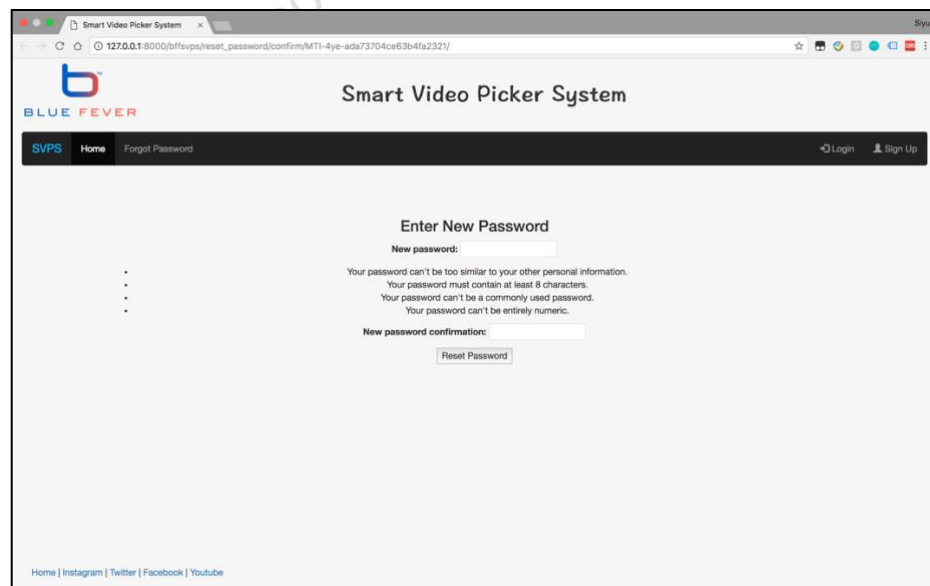 Smart Video Picker System
Siyu
127.0.0.1:8000/bffsvps/reset_password/confirm/MTI-4ye-ada73704ce63b4fa2321/
b
BLUE FEVER
Smart Video Picker System
SVPS Home Forgot Password Login Sign Up
Enter New Password
New password:
Your password can't be too similar to your other personal information.
Your password must contain at least 8 characters.
Your password can't be a commonly used password.
Your password can't be entirely numeric.
New password confirmation:
Reset Password
Home | Instagram | Twitter | Facebook | Youtube